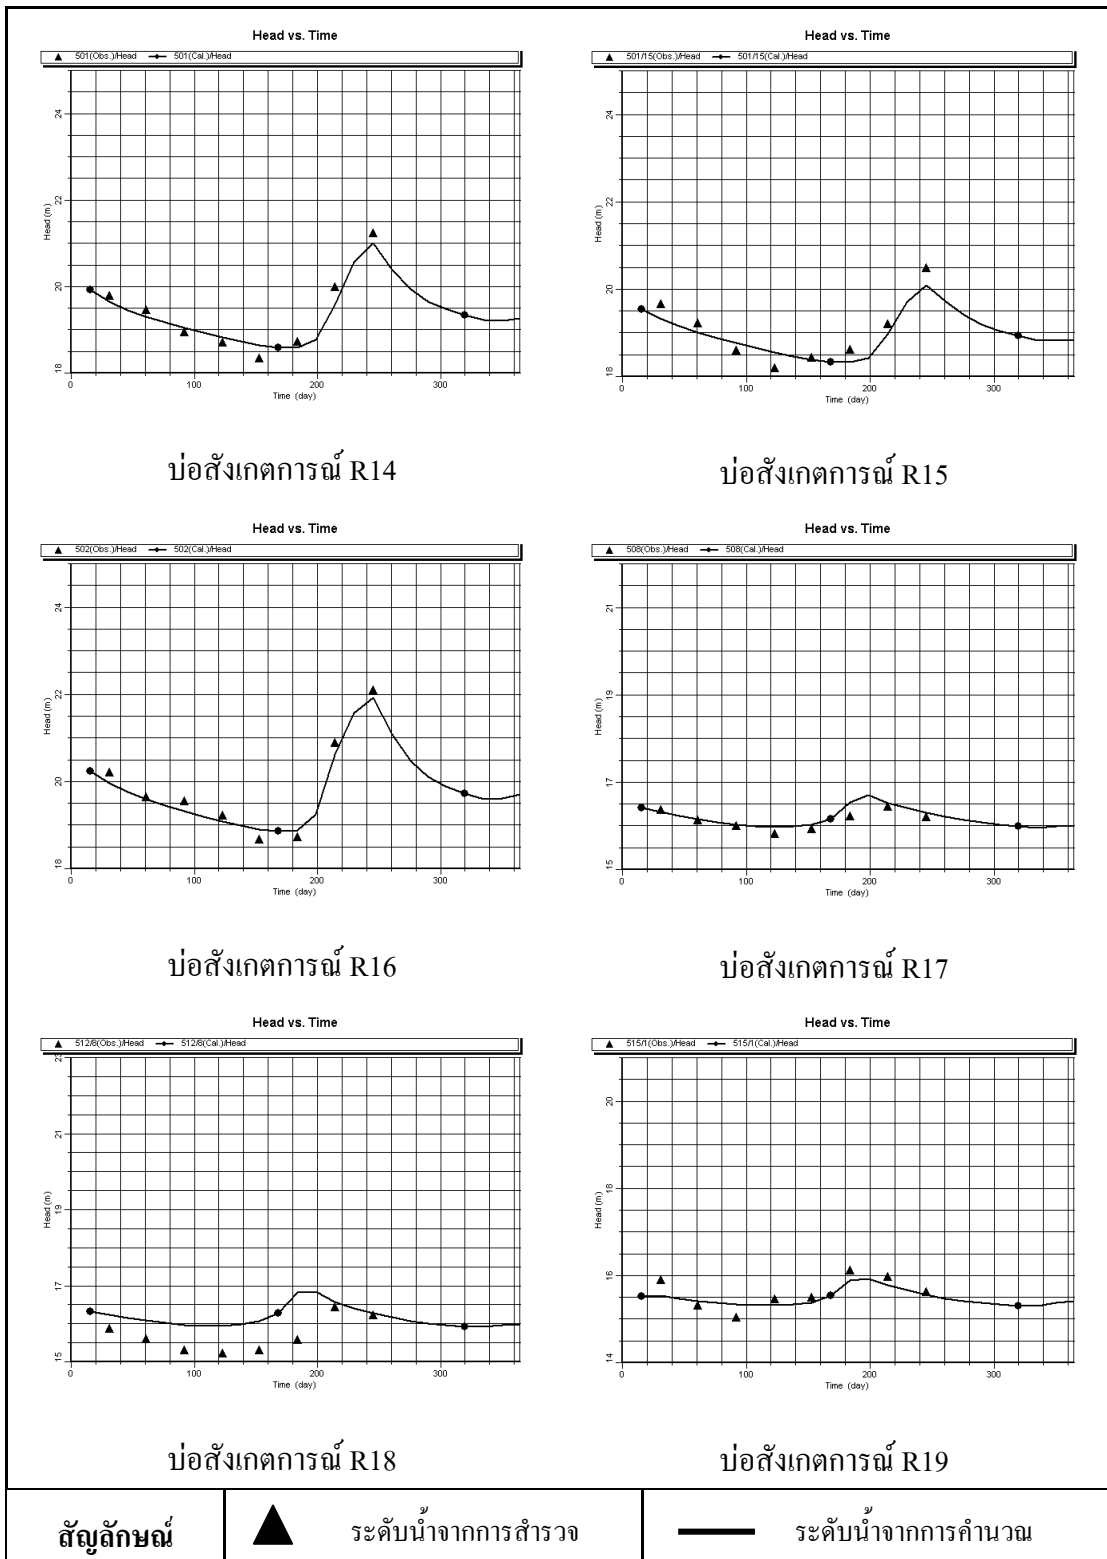 Head vs. Time
501(Obs.)/Head 501(Cal.)/Head
24
22
20
18
Head (m)
0 100 200 300
Time (day)
บ่อสังเกตการณ์ R14
Head vs. Time
501/15(Obs.)/Head 501/15(Cal.)/Head
24
22
20
18
Head (m)
0 100 200 300
Time (day)
บ่อสังเกตการณ์ R15
Head vs. Time
502(Obs.)/Head 502(Cal.)/Head
24
22
20
18
Head (m)
0 100 200 300
Time (day)
บ่อสังเกตการณ์ R16
Head vs. Time
508(Obs.)/Head 508(Cal.)/Head
21
19
17
15
Head (m)
0 100 200 300
Time (day)
บ่อสังเกตการณ์ R17
Head vs. Time
512/8(Obs.)/Head 512/8(Cal.)/Head
23
21
19
17
15
Head (m)
0 100 200 300
Time (day)
บ่อสังเกตการณ์ R18
Head vs. Time
515/1(Obs.)/Head 515/1(Cal.)/Head
20
18
16
14
Head (m)
0 100 200 300
Time (day)
บ่อสังเกตการณ์ R19
สัญลักษณ์ ระดับน้ำจากการสำรวจ ระดับน้ำจากการคำนวณ